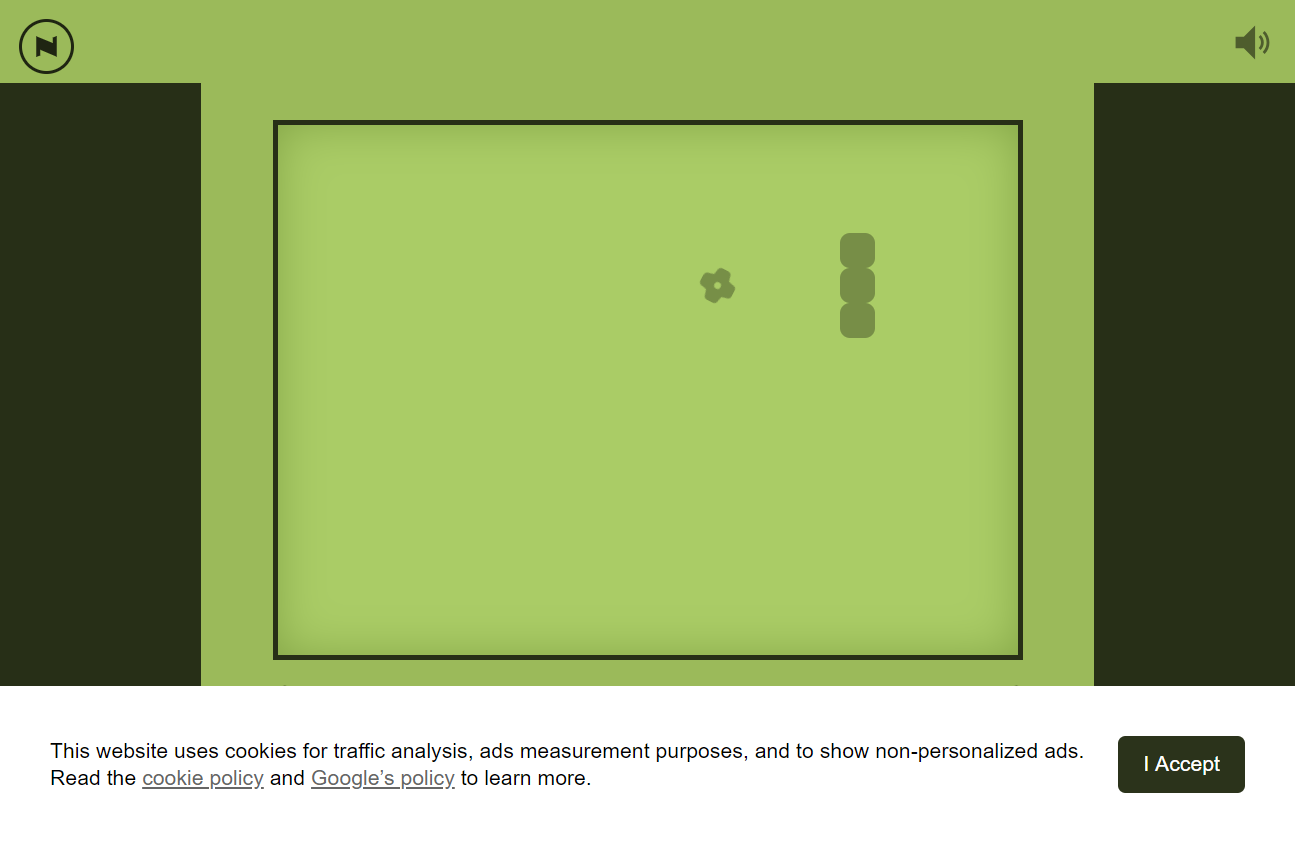 This website uses cookies for traffic analysis, ads measurement purposes, and to show non-personalized ads.
Read the cookie policy and Google’s policy to learn more.
I Accept